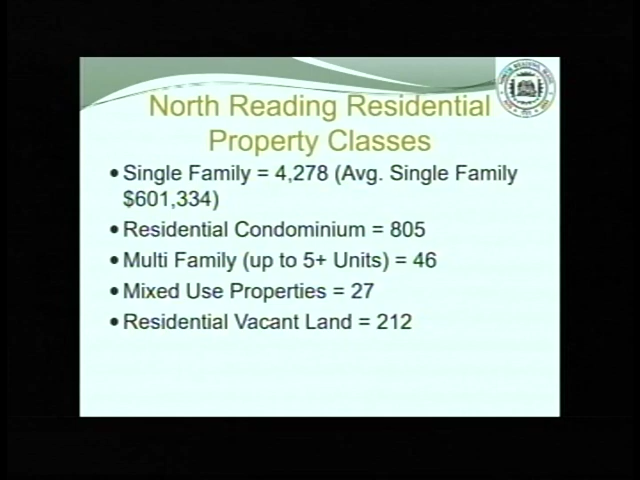 North Reading Residential
Property Classes
• Single Family = 4,278 (Avg. Single Family
$601,334)
• Residential Condominium = 805
• Multi Family (up to 5+ Units) = 46
• Mixed Use Properties = 27
• Residential Vacant Land = 212